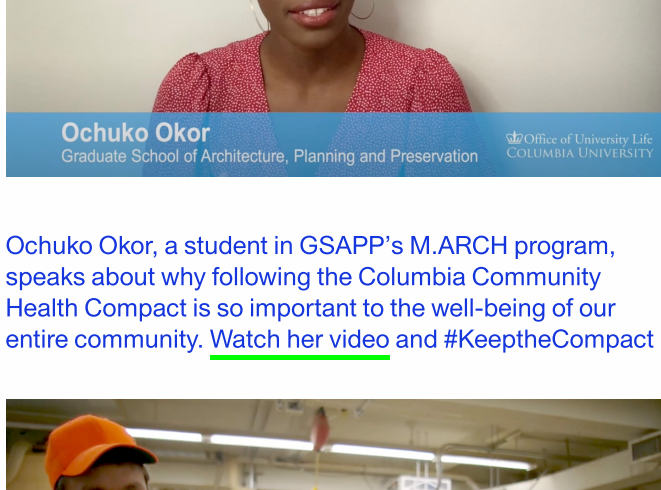 Ochuko Okor
Graduate School of Architecture, Planning and Preservation
Office of University Life
COLUMBIA UNIVERSITY
Ochuko Okor, a student in GSAPP’s M.ARCH program,
speaks about why following the Columbia Community
Health Compact is so important to the well-being of our
entire community. Watch her video and #KeeptheCompact